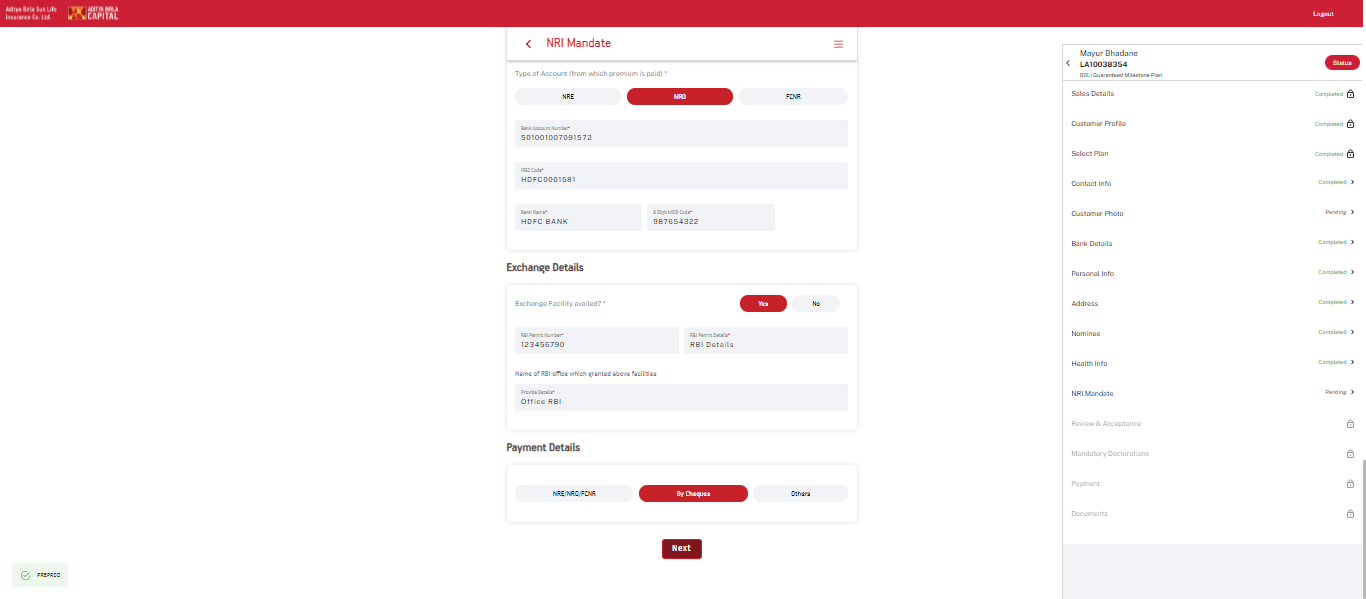 Aditya Birla Sun Life
Insurance Co. Ltd.
ADITYA BIRLA
CAPITAL
Logout
NRI Mandate
Type of Account (from which premium is paid) *
NRE
NRO
FCNR
Bank Account Number*
501001007091572
IFSC Code*
HDFC0001581
Bank Name*
HDFC BANK
9 Digit MICR Code*
987654322
Exchange Details
Exchange Facility availed? *
Yes
No
RBI Permit Number*
123456790
RBI Permit Details*
RBI Details
Name of RBI office which granted above facilities
Provide Details*
Office RBI
Payment Details
NRE/NRO/FCNR
By Cheques
Others
Next
PREPROD
Mayur Bhadane
LA10038354
BSLI Guaranteed Milestone Plan
Status
Sales Details
Completed
Customer Profile
Completed
Select Plan
Completed
Contact Info
Completed
Customer Photo
Pending
Bank Details
Completed
Personal Info
Completed
Address
Completed
Nominee
Completed
Health Info
Completed
NRI Mandate
Pending
Review & Acceptance
Mandatory Declarations
Payment
Documents